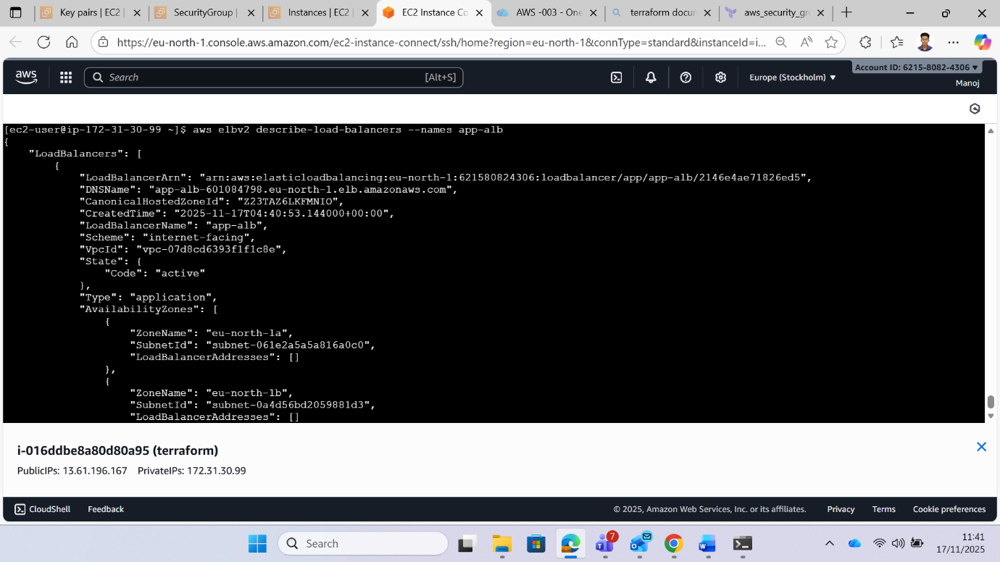 Key pairs | EC2 |
SecurityGroup |
Instances | EC2 |
EC2 Instance Co
AWS -003 - One
terraform docur
aws_security_gr
https://eu-north-1.console.aws.amazon.com/ec2-instance-connect/ssh/home?region=eu-north-1&connType=standard&instanceId=i...
aws
Search
[Alt+S]
Europe (Stockholm) ▼
Account ID: 6215-8082-4306 ▼
Manoj
[ec2-user@ip-172-31-30-99 ~]$ aws elbv2 describe-load-balancers --names app-alb
{
    "LoadBalancers": [
        {
            "LoadBalancerArn": "arn:aws:elasticloadbalancing:eu-north-1:621580824306:loadbalancer/app/app-alb/2146e4ae71826ed5",
            "DNSName": "app-alb-601084798.eu-north-1.elb.amazonaws.com",
            "CanonicalHostedZoneId": "Z23TAZ6LKFMNIO",
            "CreatedTime": "2025-11-17T04:40:53.144000+00:00",
            "LoadBalancerName": "app-alb",
            "Scheme": "internet-facing",
            "VpcId": "vpc-07d8cd6393f1f1c8e",
            "State": {
                "Code": "active"
            },
            "Type": "application",
            "AvailabilityZones": [
                {
                    "ZoneName": "eu-north-1a",
                    "SubnetId": "subnet-061e2a5a5a816a0c0",
                    "LoadBalancerAddresses": []
                },
                {
                    "ZoneName": "eu-north-1b",
                    "SubnetId": "subnet-0a4d56bd2059881d3",
                    "LoadBalancerAddresses": []
i-016ddbe8a80d80a95 (terraform)
PublicIPs: 13.61.196.167 PrivateIPs: 172.31.30.99
CloudShell
Feedback
© 2025, Amazon Web Services, Inc. or its affiliates.
Privacy
Terms
Cookie preferences
Search
7
11:41
17/11/2025